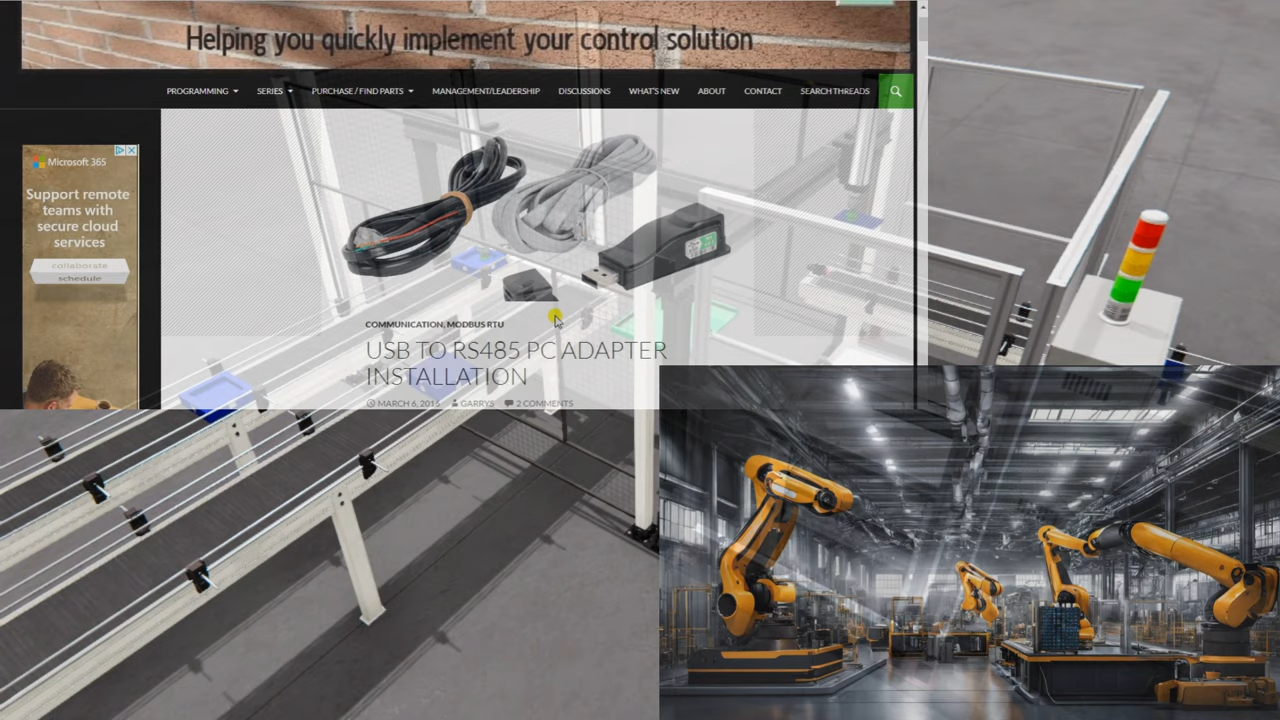 Helping you quickly implement your control solution
PROGRAMMING SERIES PURCHASE / FIND PARTS MANAGEMENT/LEADERSHIP DISCUSSIONS WHAT'S NEW ABOUT CONTACT SEARCH THREADS
Microsoft 365
Support remote
teams with
secure cloud
services
collaborate
schedule
COMMUNICATION, MODBUS RTU
USB TO RS485 PC ADAPTER
INSTALLATION
MARCH 6, 2016 GARRYS 2 COMMENTS